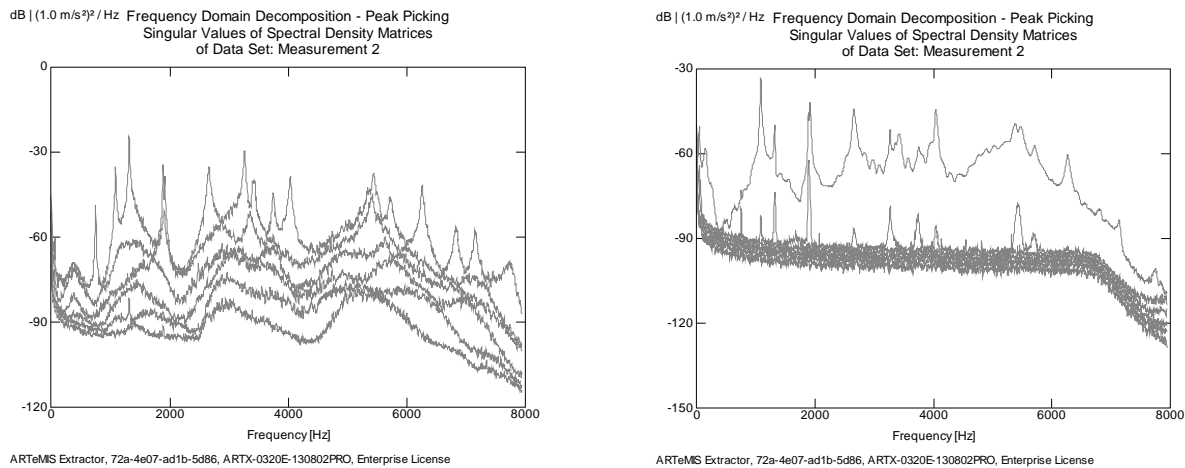 dB | (1.0 m/s²)² / Hz Frequency Domain Decomposition - Peak Picking
Singular Values of Spectral Density Matrices
of Data Set: Measurement 2
0
-30
-60
-90
-120
0 2000 4000 6000 8000
Frequency [Hz]
ARTeMIS Extractor, 72a-4e07-ad1b-5d86, ARTX-0320E-130802PRO, Enterprise License
dB | (1.0 m/s²)² / Hz Frequency Domain Decomposition - Peak Picking
Singular Values of Spectral Density Matrices
of Data Set: Measurement 2
-30
-60
-90
-120
-150
0 2000 4000 6000 8000
Frequency [Hz]
ARTeMIS Extractor, 72a-4e07-ad1b-5d86, ARTX-0320E-130802PRO, Enterprise License